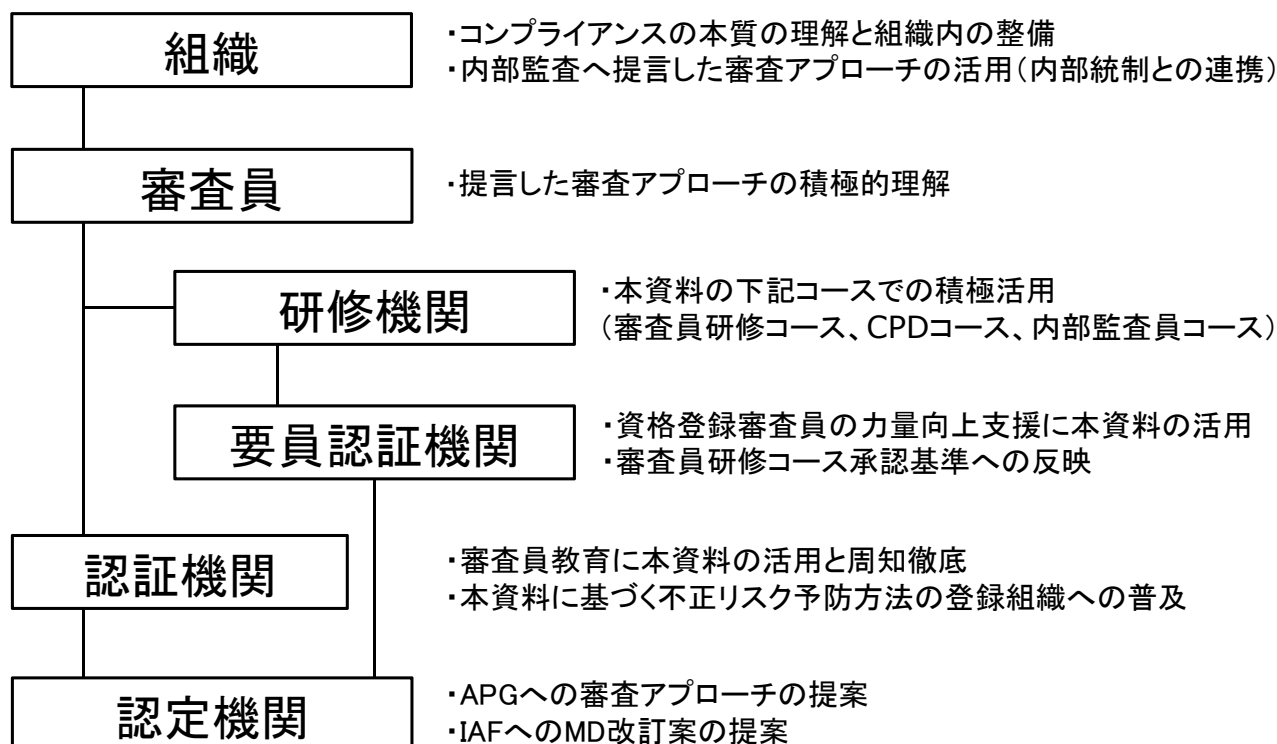 組織
・コンプライアンスの本質の理解と組織内の整備
・内部監査へ提言した審査アプローチの活用(内部統制との連携)
審査員
・提言した審査アプローチの積極的理解
研修機関
・本資料の下記コースでの積極活用
(審査員研修コース、CPDコース、内部監査員コース)
要員認証機関
・資格登録審査員の力量向上支援に本資料の活用
・審査員研修コース承認基準への反映
認証機関
・審査員教育に本資料の活用と周知徹底
・本資料に基づく不正リスク予防方法の登録組織への普及
認定機関
・APGへの審査アプローチの提案
・IAFへのMD改訂案の提案